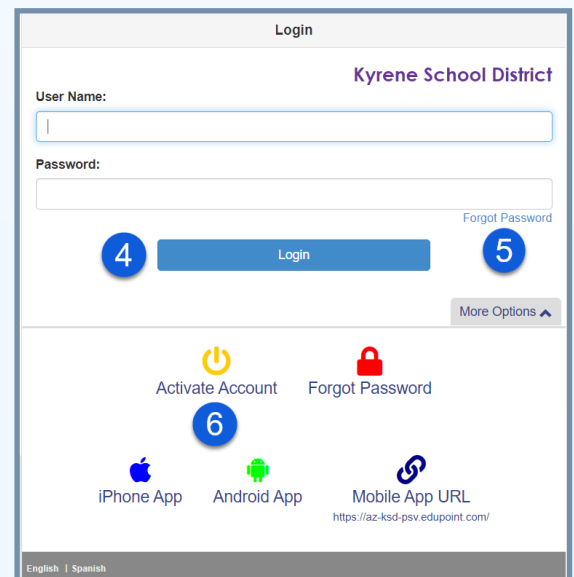 Login
Kyrene School District
User Name:
Password:
Forgot Password
4
Login
5
More Options
Activate Account
Forgot Password
6
iPhone App
Android App
Mobile App URL
https://az-ksd-psv.edupoint.com/
English | Spanish